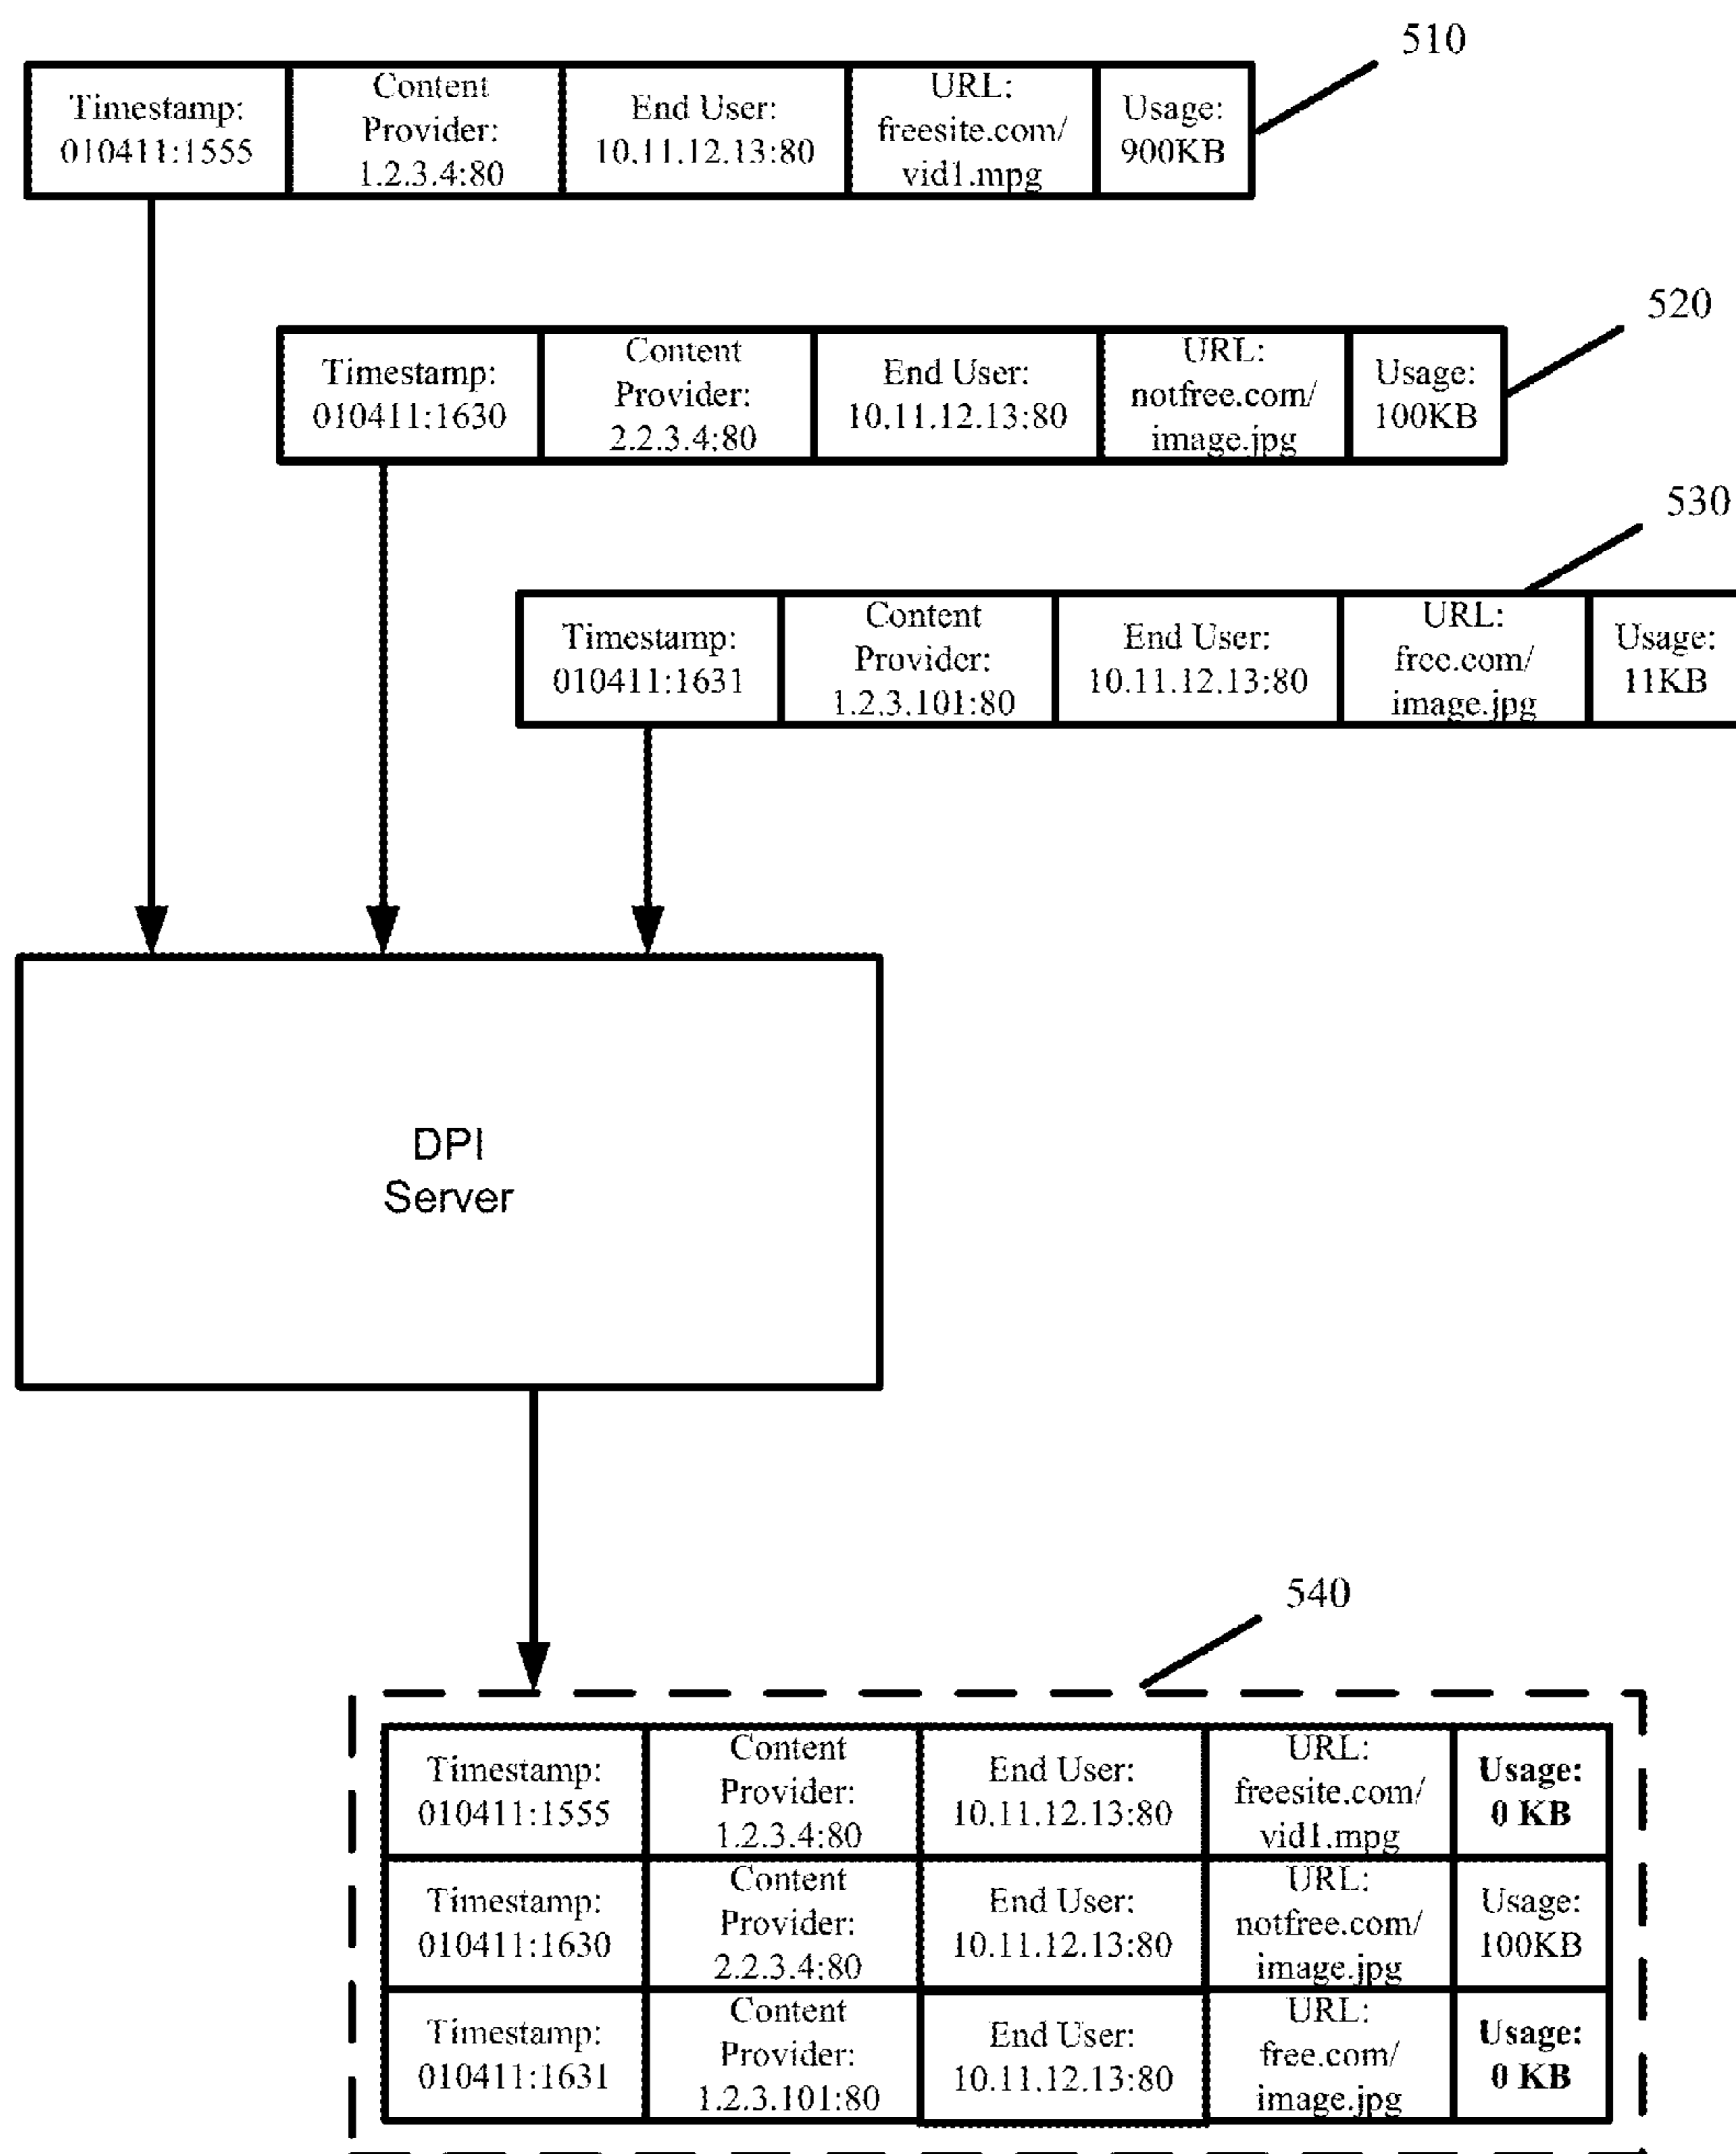 510
Timestamp:
010411:1555
Content
Provider:
1.2.3.4:80
End User:
10.11.12.13:80
URL:
freesite.com/
vid1.mpg
Usage:
900KB
520
Timestamp:
010411:1630
Content
Provider:
2.2.3.4:80
End User:
10.11.12.13:80
URL:
notfree.com/
image.jpg
Usage:
100KB
530
Timestamp:
010411:1631
Content
Provider:
1.2.3.101:80
End User:
10.11.12.13:80
URL:
free.com/
image.jpg
Usage:
11KB
DPI
Server
540
Timestamp:
010411:1555
Content
Provider:
1.2.3.4:80
End User:
10.11.12.13:80
URL:
freesite.com/
vid1.mpg
Usage:
0 KB
Timestamp:
010411:1630
Content
Provider:
2.2.3.4:80
End User:
10.11.12.13:80
URL:
notfree.com/
image.jpg
Usage:
100KB
Timestamp:
010411:1631
Content
Provider:
1.2.3.101:80
End User:
10.11.12.13:80
URL:
free.com/
image.jpg
Usage:
0 KB